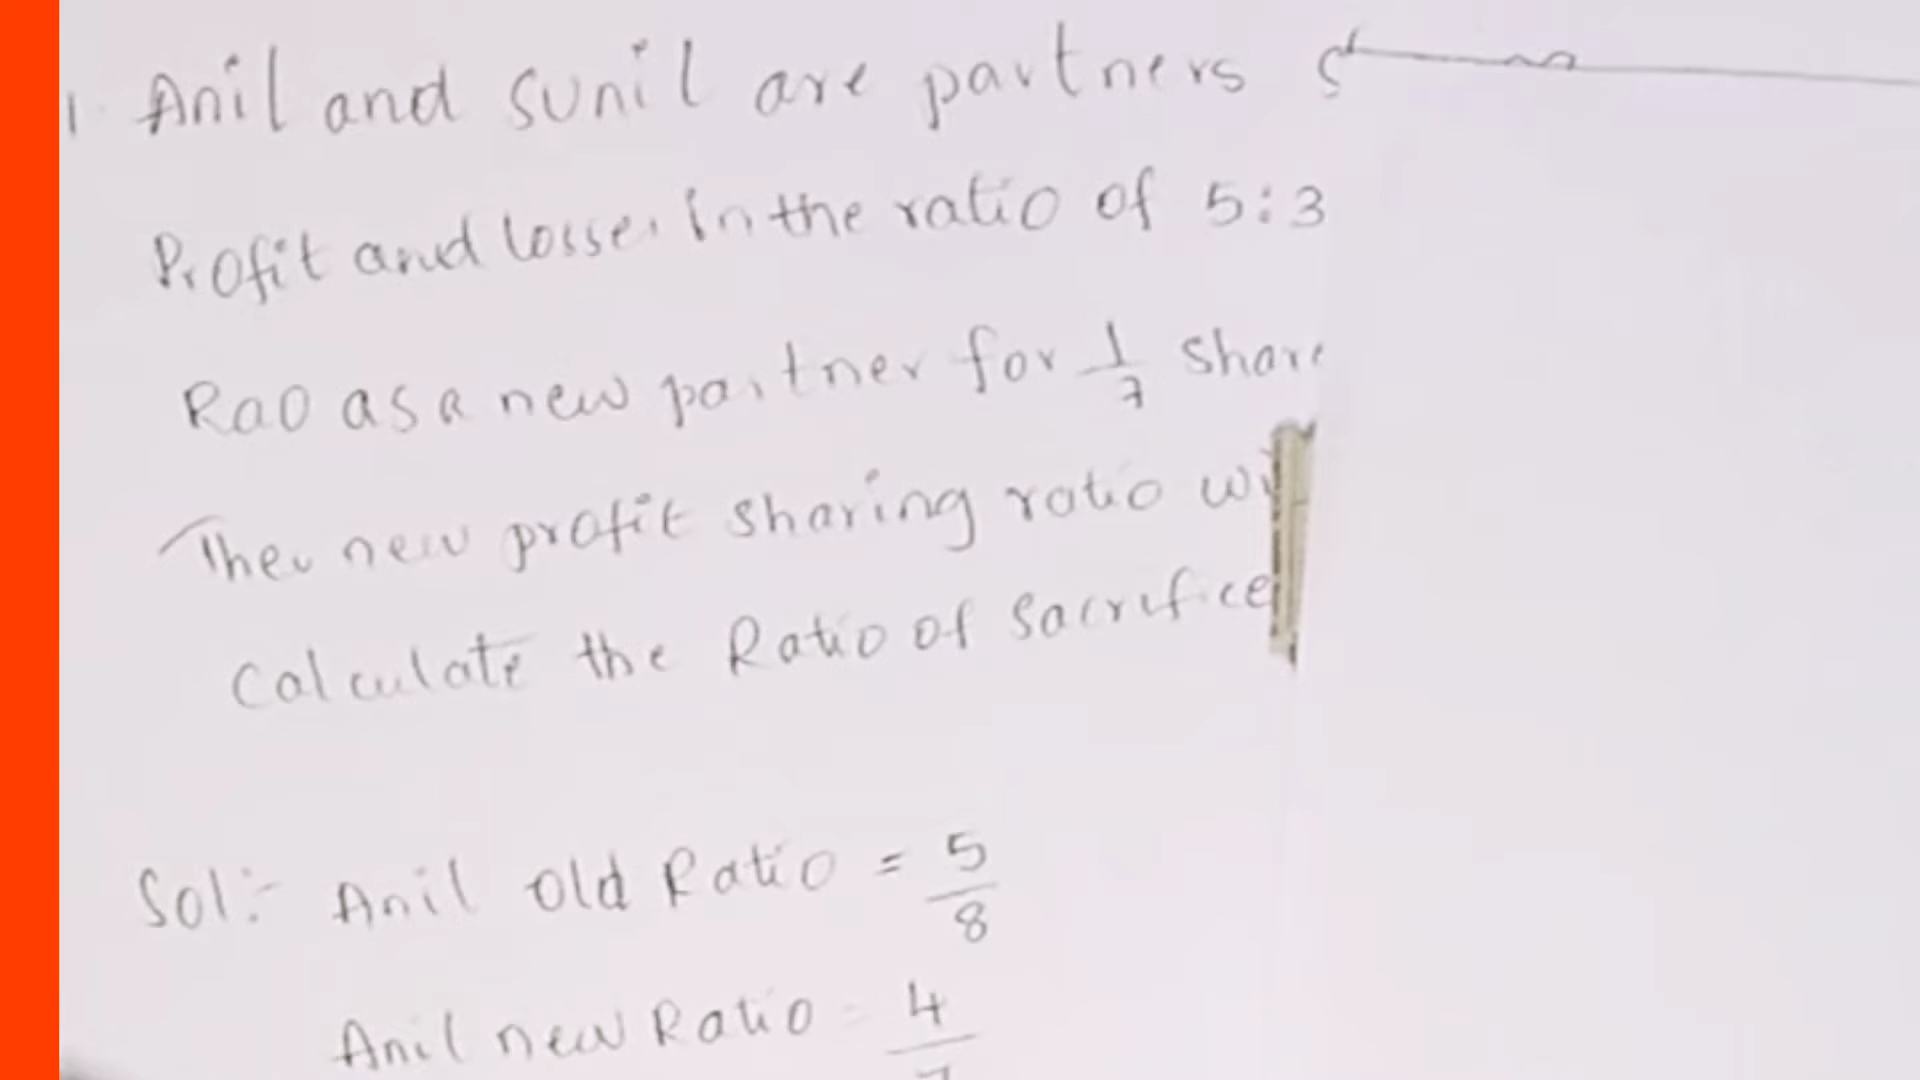 1. Anil and Sunil are partners
Profit and losses in the ratio of 5:3
Rao as a new partner for 1/7 share
The new profit sharing ratio
Calculate the Ratio of Sacrifice
Sol:- Anil Old Ratio = 5/8
Anil new Ratio = 4/7